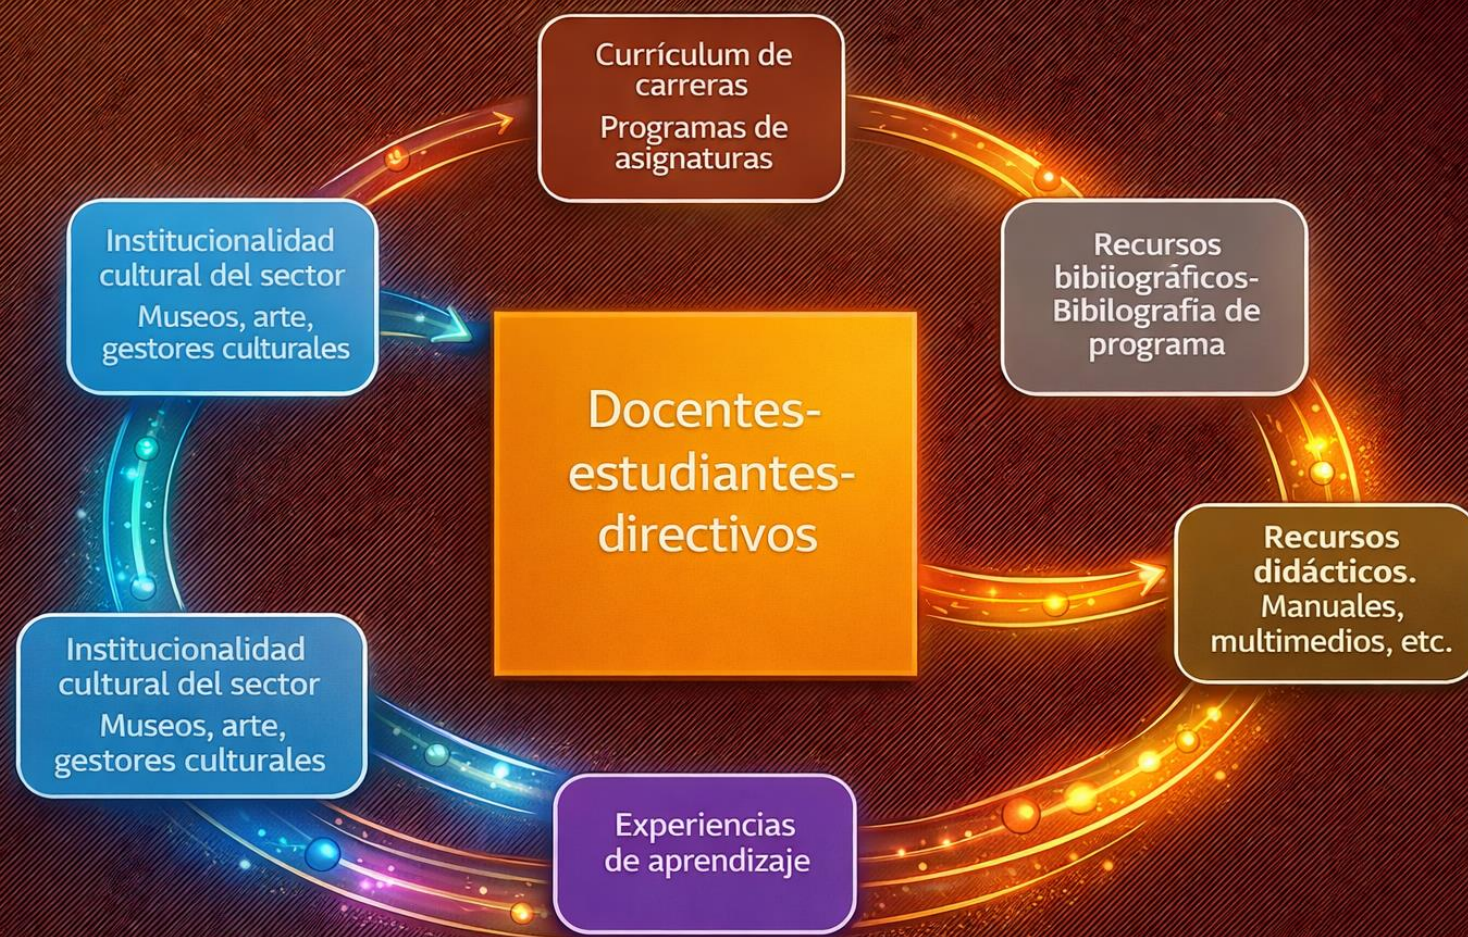 Currículum de
carreras
Programas de
asignaturas
Institucionalidad
cultural del sector
Museos, arte,
gestores culturales
Recursos
bibiiográficos-
Bibilografia de
programa
Docentes-
estudiantes-
directivos
Recursos
didácticos.
Manuales,
multimedios, etc.
Institucionalidad
cultural del sector
Museos, arte,
gestores culturales
Experiencias
de aprendizaje